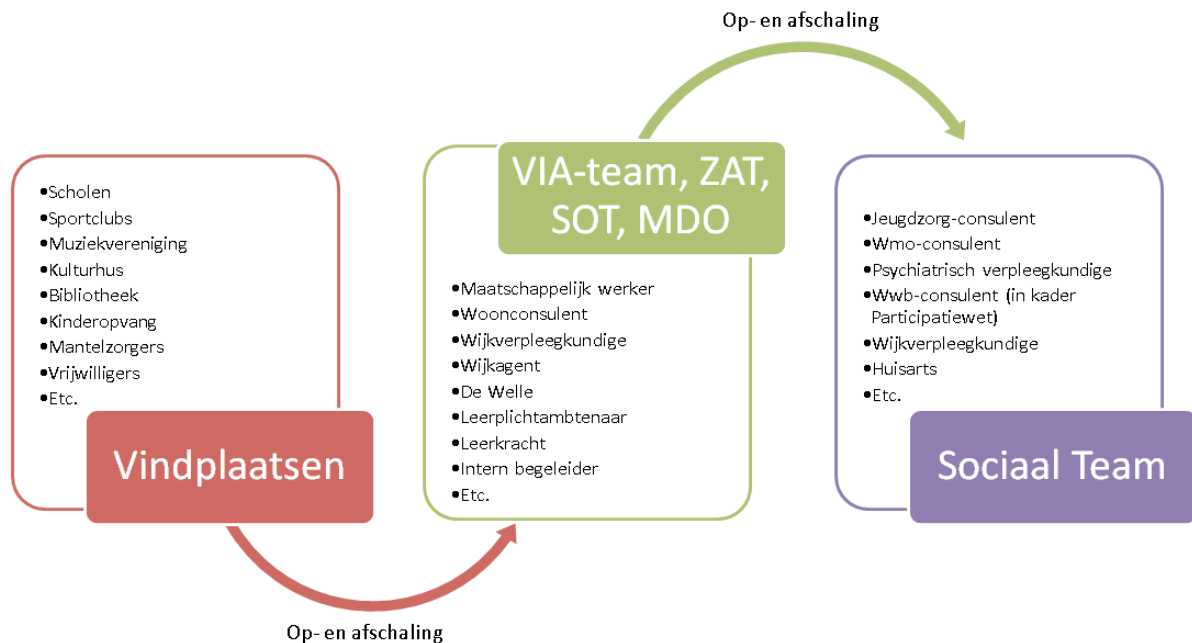 Op- en afschaling
•Scholen
•Sportclubs
•Muziekvereniging
•Kulturhus
•Bibliotheek
•Kinderopvang
•Mantelzorgers
•Vrijwilligers
•Etc.
Vindplaatsen
Op- en afschaling
VIA-team, ZAT,
SOT, MDO
•Maatschappelijk werker
•Woonconsulent
•Wijkverpleegkundige
•Wijkagent
•De Welle
•Leerplichtambtenaar
•Leerkracht
•Intern begeleider
•Etc.
•Jeugdzorg-consulent
•Wmo-consulent
•Psychiatrisch verpleegkundige
•Wwb-consulent (in kader
Participatiewet)
•Wijkverpleegkundige
•Huisarts
•Etc.
Sociaal Team